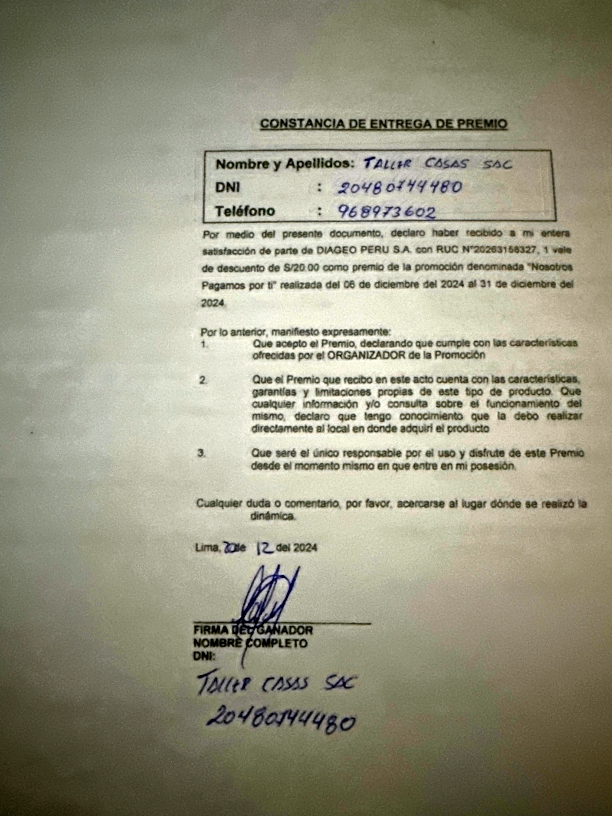 CONSTANCIA DE ENTREGA DE PREMIO
Nombre y Apellidos: TALLER CASAS SAC
DNI : 20480744480
Teléfono : 968973602
Por medio del presente documento, declaro haber recibido a mi entera
satisfacción de parte de DIAGEO PERU S.A. con RUC N°20263158327, 1 vale
de descuento de S/20.00 como premio de la promoción denominada "Nosotros
Pagamos por ti" realizada del 06 de diciembre del 2024 al 31 de diciembre del
2024.
Por lo anterior, manifiesto expresamente:
1. Que acepto el Premio, declarando que cumple con las características
ofrecidas por el ORGANIZADOR de la Promoción
2. Que el Premio que recibo en este acto cuenta con las características,
garantías y limitaciones propias de este tipo de producto. Que
cualquier información y/o consulta sobre el funcionamiento del
mismo, declaro que tengo conocimiento que la debo realizar
directamente al local en donde adquirí el producto
3. Que seré el único responsable por el uso y disfrute de este Premio
desde el momento mismo en que entre en mi posesión.
Cualquier duda o comentario, por favor, acercarse al lugar dónde se realizó la
dinámica.
Lima, 20 de 12 del 2024
FIRMA DEL GANADOR
NOMBRE COMPLETO
DNI:
TALLER CASAS SAC
20480744480